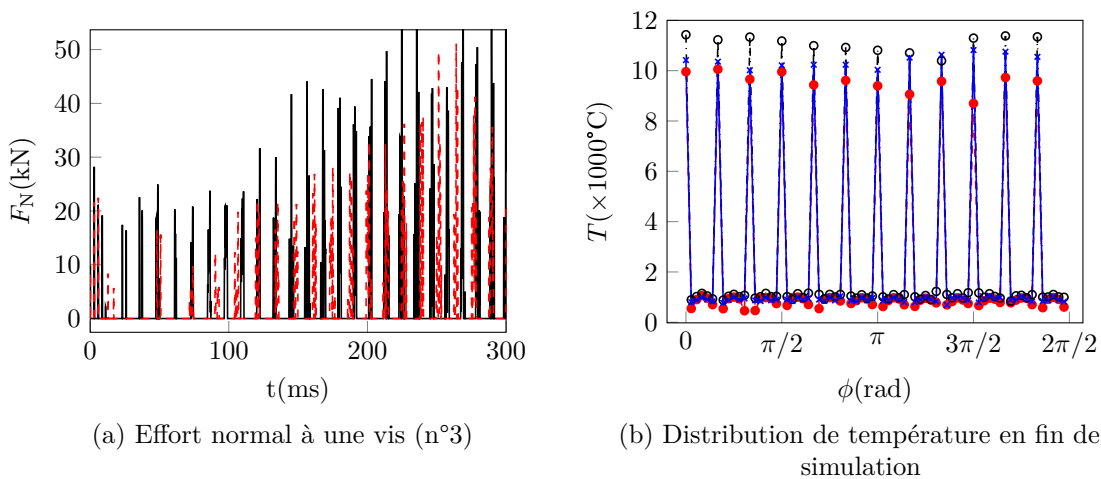 50
40
30
20
10
0
F_N(kN)
0 100 200 300
t(ms)
(a) Effort normal à une vis (n°3)
12
10
8
6
4
2
0
T(×1000°C)
0 π/2 π 3π/2 2π/2
ϕ(rad)
(b) Distribution de température en fin de
simulation